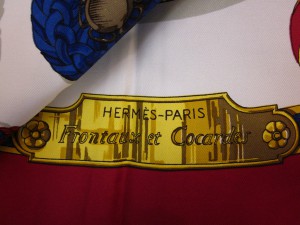 HERMÈS-PARIS
Frontaux et Cocardes